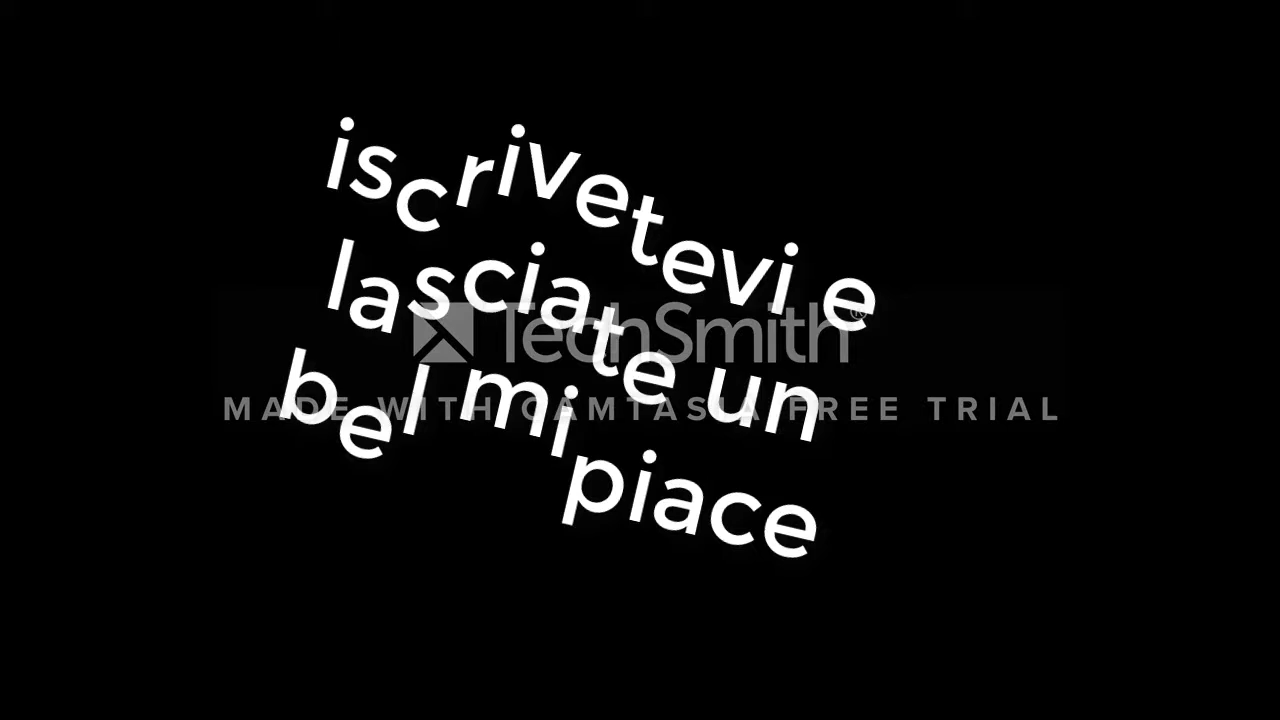 iscrivetevi e
lasciate un
bel mi piace
TechSmith®
MADE WITH CAMTASIA FREE TRIAL